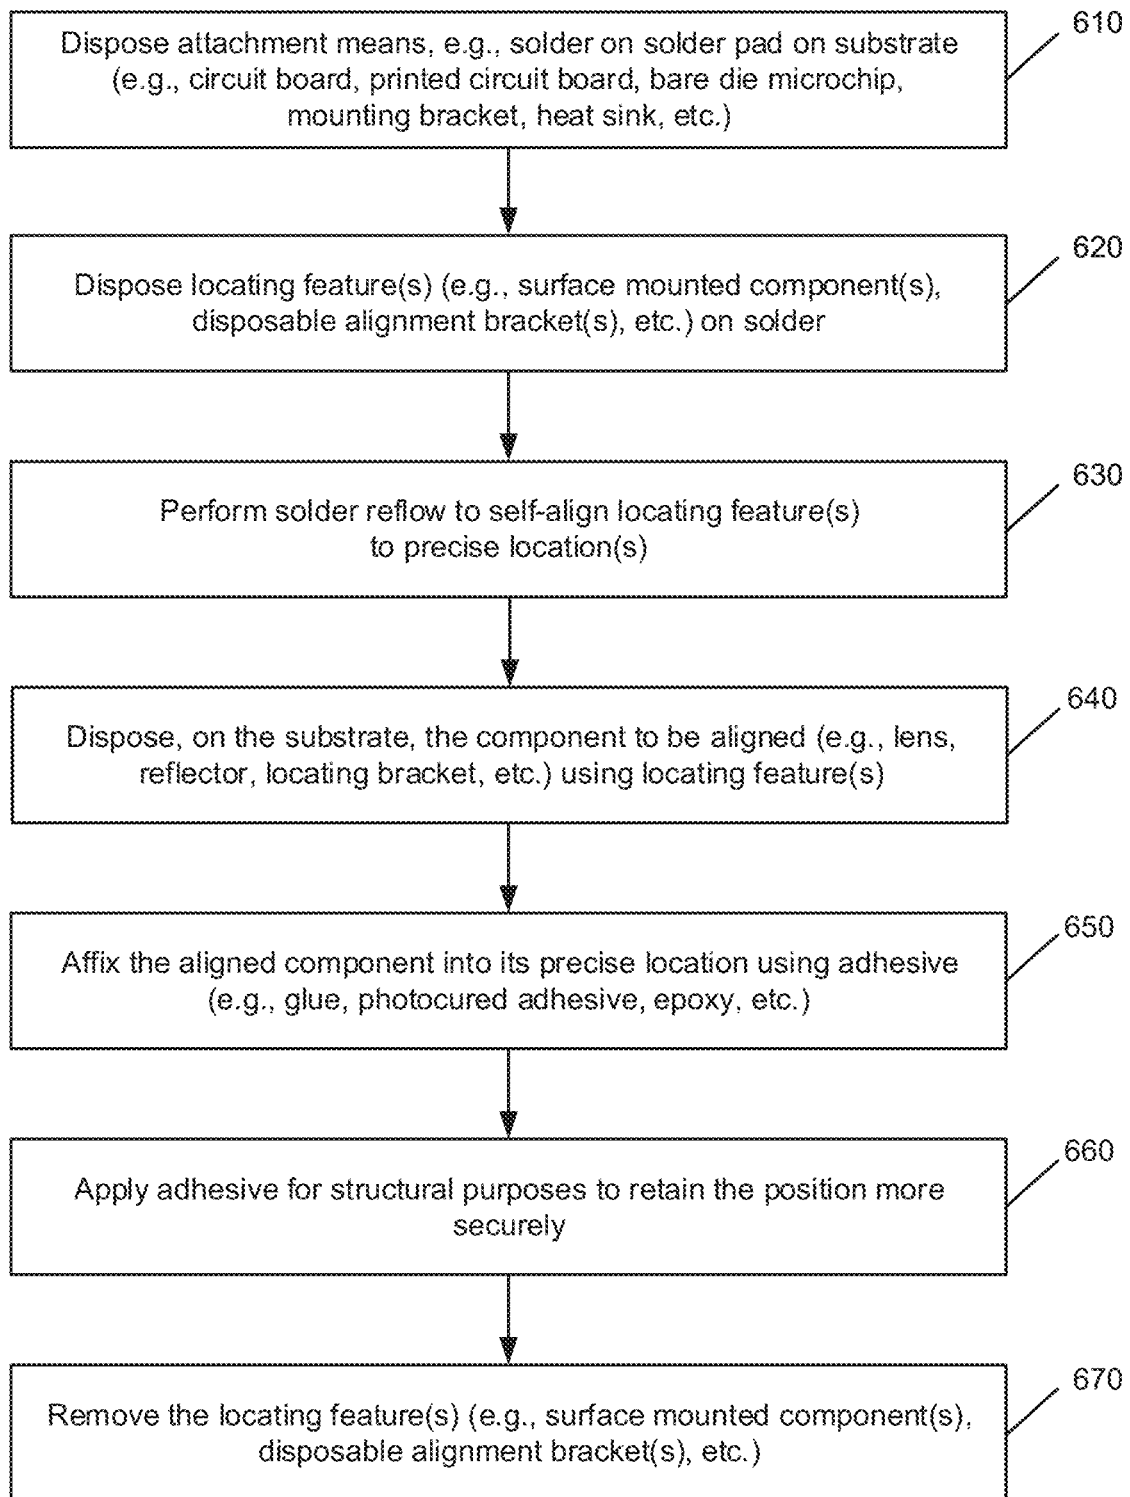 610
Dispose attachment means, e.g., solder on solder pad on substrate
(e.g., circuit board, printed circuit board, bare die microchip,
mounting bracket, heat sink, etc.)
620
Dispose locating feature(s) (e.g., surface mounted component(s),
disposable alignment bracket(s), etc.) on solder
630
Perform solder reflow to self-align locating feature(s)
to precise location(s)
640
Dispose, on the substrate, the component to be aligned (e.g., lens,
reflector, locating bracket, etc.) using locating feature(s)
650
Affix the aligned component into its precise location using adhesive
(e.g., glue, photocured adhesive, epoxy, etc.)
660
Apply adhesive for structural purposes to retain the position more
securely
670
Remove the locating feature(s) (e.g., surface mounted component(s),
disposable alignment bracket(s), etc.)